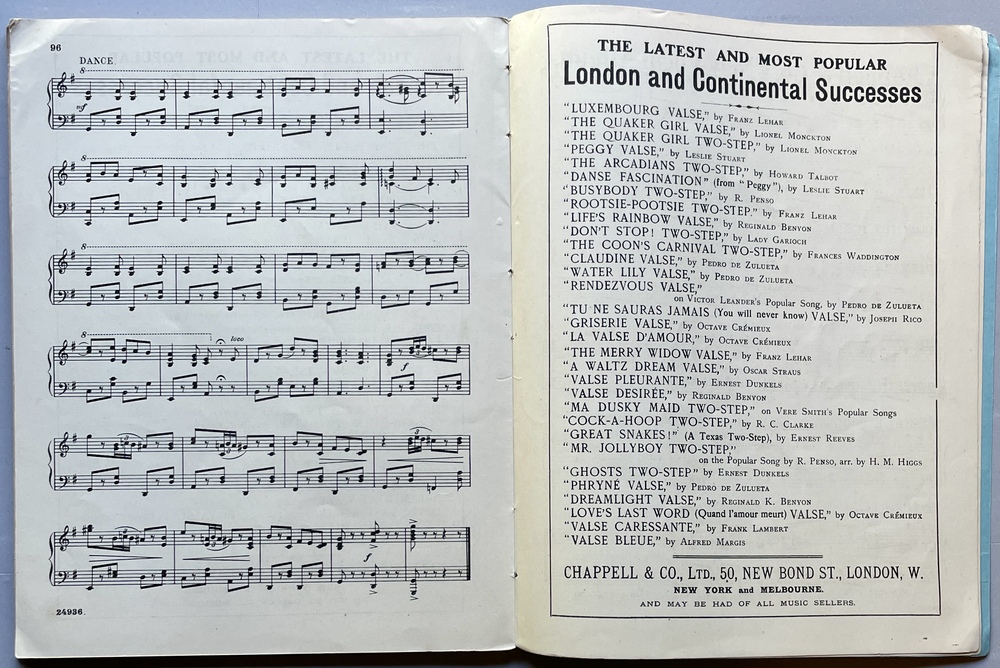 96
DANCE
8
mf
8
8
8
loco
f
3
3
3
f
24936.
THE LATEST AND MOST POPULAR
London and Continental Successes
"LUXEMBOURG VALSE," by FRANZ LEHAR
"THE QUAKER GIRL VALSE," by LIONEL MONCKTON
"THE QUAKER GIRL TWO-STEP," by LIONEL MONCKTON
"PEGGY VALSE," by LESLIE STUART
"THE ARCADIANS TWO-STEP," by HOWARD TALBOT
"DANSE FASCINATION" (from "Peggy"), by LESLIE STUART
"BUSYBODY TWO-STEP," by R. PENSO
"ROOTSIE-POOTSIE TWO-STEP." by FRANZ LEHAR
"LIFE'S RAINBOW VALSE," by REGINALD BENYON
"DON'T STOP! TWO-STEP," by LADY GARIOCH
"THE COON'S CARNIVAL TWO-STEP," by FRANCES WADDINGTON
"CLAUDINE VALSE," by PEDRO DE ZULUETA
"WATER LILY VALSE," by PEDRO DE ZULUETA
"RENDEZVOUS VALSE,"
on VICTOR LEANDER'S Popular Song, by PEDRO DE ZULUETA
"TU NE SAURAS JAMAIS (You will never know) VALSE," by JOSEPH RICO
"GRISERIE VALSE," by OCTAVE CRÉMIEUX
"LA VALSE D'AMOUR," by OCTAVE CRÉMIEUX
"THE MERRY WIDOW VALSE," by FRANZ LEHAR
"A WALTZ DREAM VALSE," by OSCAR STRAUS
"VALSE PLEURANTE," by ERNEST DUNKELS
"VALSE DESIRÉE," by REGINALD BENYON
"MA DUSKY MAID TWO-STEP," on VERE SMITH'S Popular Songs
"COCK-A-HOOP TWO-STEP," by R. C. CLARKE
"GREAT SNAKES!" (A Texas Two-Step), by ERNEST REEVES
"MR. JOLLYBOY TWO-STEP,"
on the Popular Song by R. PENSO, arr. by H. M. HIGGS
"GHOSTS TWO-STEP" by ERNEST DUNKELS
"PHRYNÉ VALSE," by PEDRO DE ZULUETA
"DREAMLIGHT VALSE," by REGINALD K. BENYON
"LOVE'S LAST WORD (Quand l'amour meurt) VALSE," by OCTAVE CRÉMIEUX
"VALSE CARESSANTE," by FRANK LAMBERT
"VALSE BLEUE," by ALFRED MARGIS
CHAPPELL & CO., LTD., 50, NEW BOND ST., LONDON, W.
NEW YORK and MELBOURNE.
AND MAY BE HAD OF ALL MUSIC SELLERS.